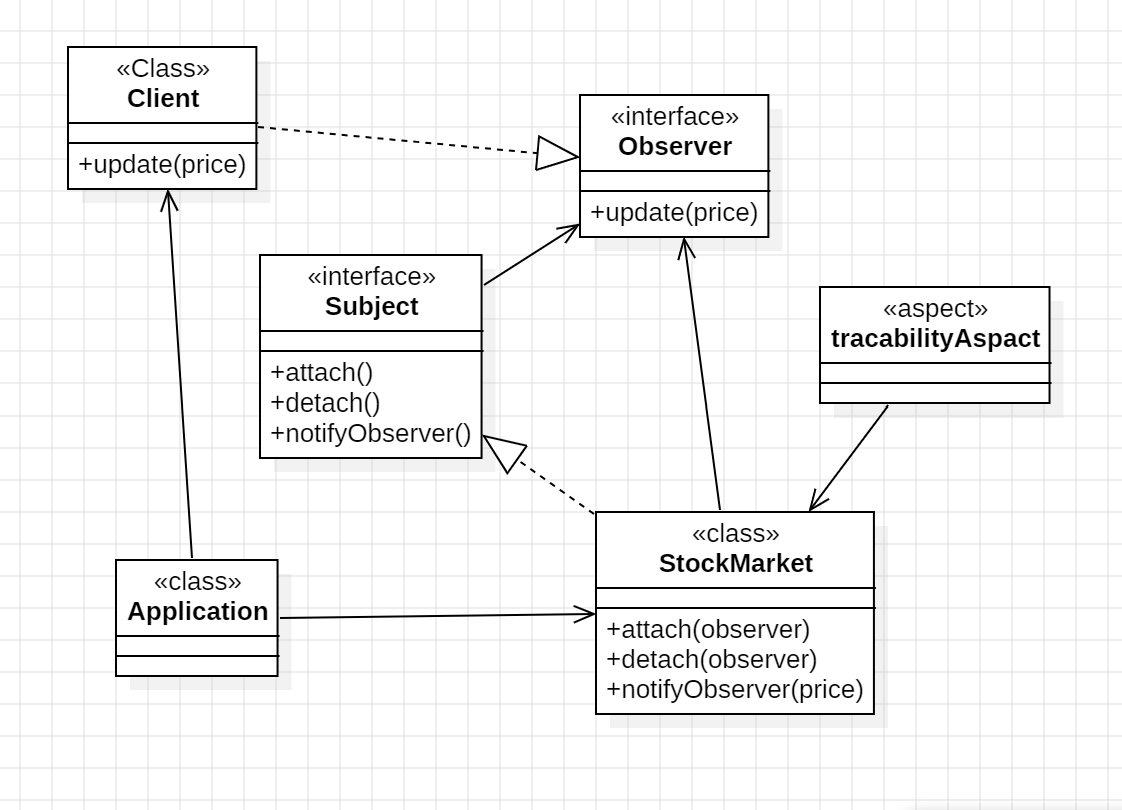 «Class»
Client
+update(price)
«interface»
Observer
+update(price)
«interface»
Subject
+attach()
+detach()
+notifyObserver()
«aspect»
tracabilityAspact
«class»
Application
«class»
StockMarket
+attach(observer)
+detach(observer)
+notifyObserver(price)